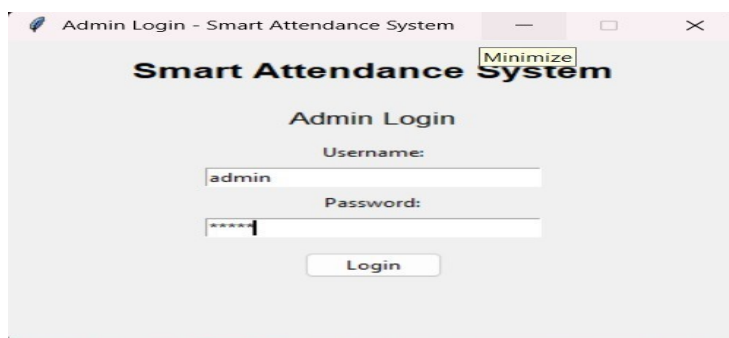 Admin Login - Smart Attendance System
Minimize
Smart Attendance System
Admin Login
Username:
admin
Password:
*****
Login